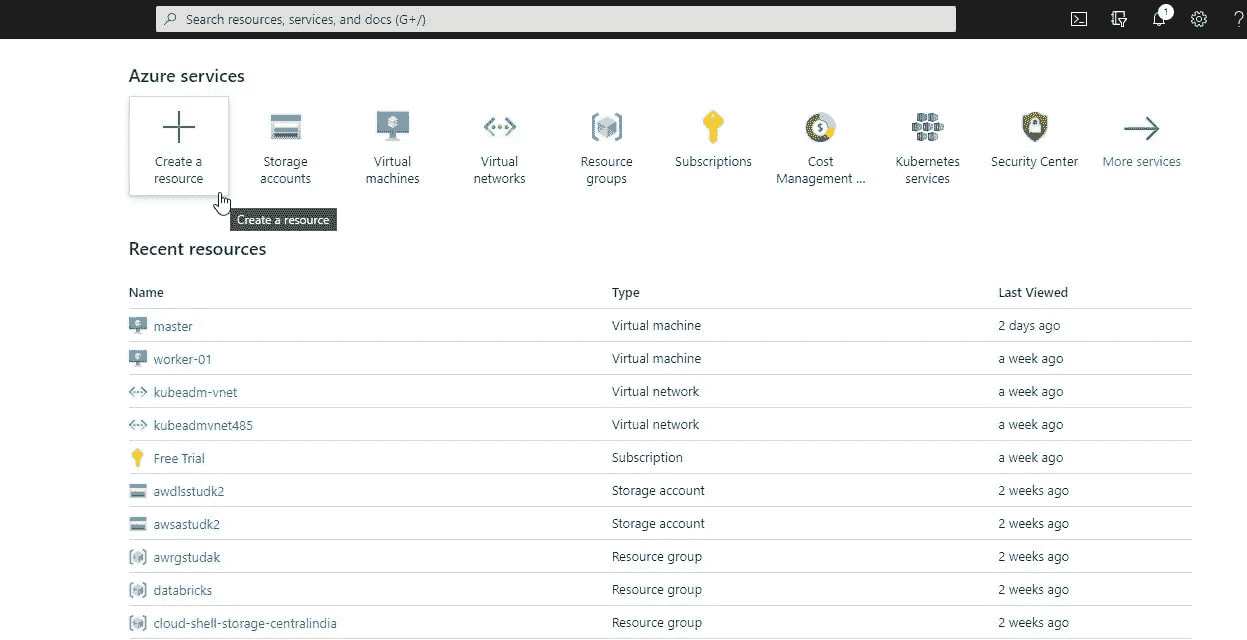 Search resources, services, and docs (G+/)
1
?
Azure services
Create a resource
Storage accounts
Virtual machines
Virtual networks
Resource groups
Subscriptions
Cost Management ...
Kubernetes services
Security Center
More services
Create a resource
Recent resources
Name Type Last Viewed
master Virtual machine 2 days ago
worker-01 Virtual machine a week ago
kubeadm-vnet Virtual network a week ago
kubeadmvnet485 Virtual network a week ago
Free Trial Subscription a week ago
awdlsstudk2 Storage account 2 weeks ago
awsastudk2 Storage account 2 weeks ago
awrgstudak Resource group 2 weeks ago
databricks Resource group 2 weeks ago
cloud-shell-storage-centralindia Resource group 2 weeks ago